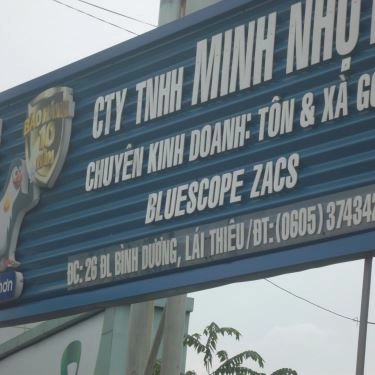 CTY TNHH MINH NHỰ
CHUYÊN KINH DOANH: TÔN & XÀ GỒ
BẢO HÀNH
10
NĂM
BLUESCOPE ZACS
ĐC: 26 ĐL BÌNH DƯƠNG, LÁI THIÊU/ĐT:(0605) 37434